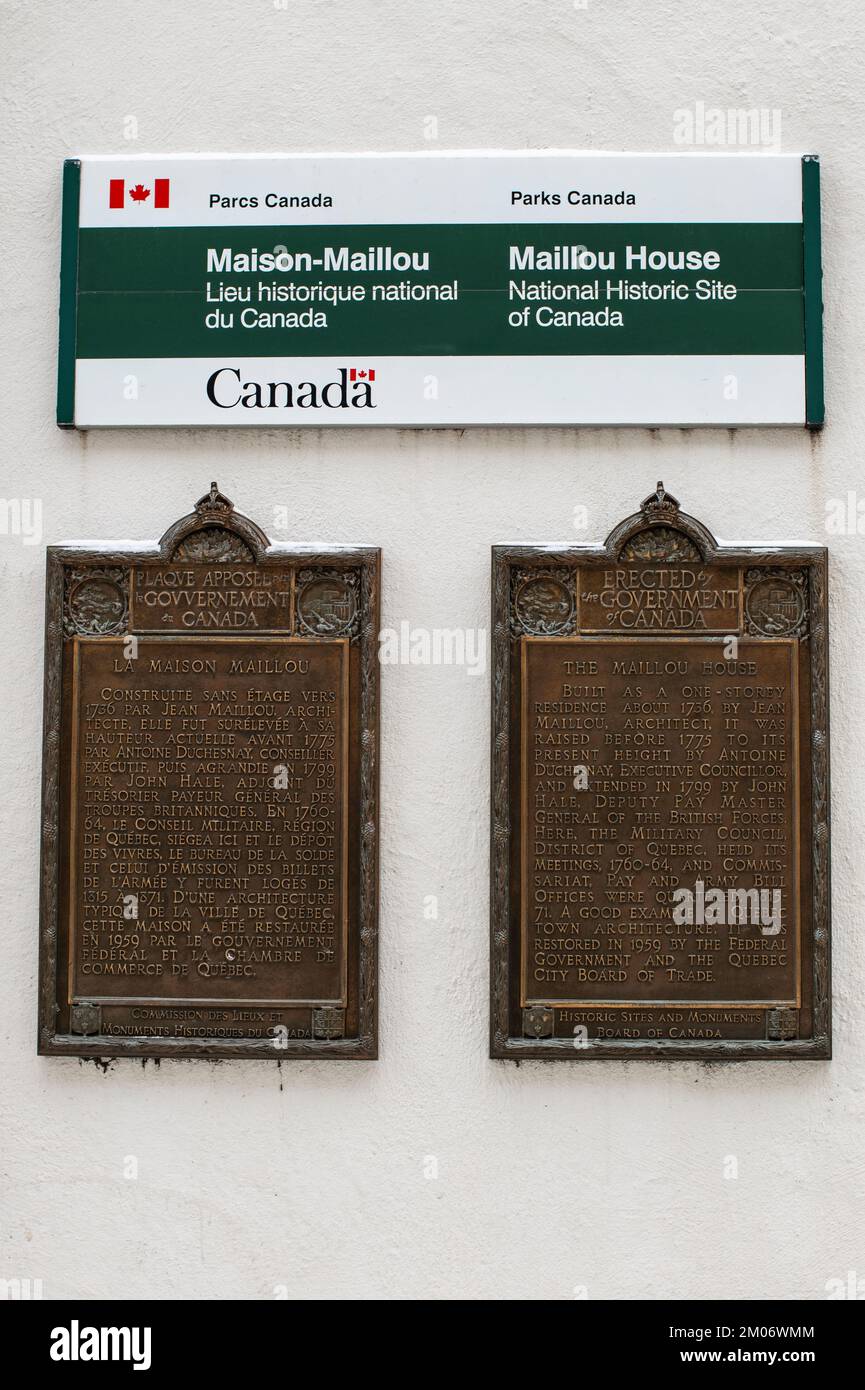 Parcs Canada
Maison-Maillou
Lieu historique national
du Canada
Canada
Parks Canada
Maillou House
National Historic Site
of Canada
PLAQVE APPOSÉE PAR
le GOVVERNEMENT
du CANADA
LA MAISON MAILLOU
CONSTRUITE SANS ÉTAGE VERS
1736 PAR JEAN MAILLOU, ARCHI-
TECTE, ELLE FUT SURÉLEVÉE À SA
HAUTEUR ACTUELLE AVANT 1775
PAR ANTOINE DUCHESNAY, CONSEILLER
EXÉCUTIF, PUIS AGRANDIE EN 1799
PAR JOHN HALE, ADJOINT DU
TRÉSORIER PAYEUR GÉNÉRAL DES
TROUPES BRITANNIQUES. EN 1760-
64, LE CONSEIL MILITAIRE, RÉGION
DE QUÉBEC, SIÉGEA ICI ET LE DÉPÔT
DES VIVRES, LE BUREAU DE LA SOLDE
ET CELUI D'ÉMISSION DES BILLETS
DE L'ARMÉE Y FURENT LOGÉS DE
1815 À 1871. D'UNE ARCHITECTURE
TYPIQUE DE LA VILLE DE QUÉBEC,
CETTE MAISON A ÉTÉ RESTAURÉE
EN 1959 PAR LE GOUVERNEMENT
FÉDÉRAL ET LA CHAMBRE DE
COMMERCE DE QUÉBEC.
COMMISSION DES LIEUX ET
MONUMENTS HISTORIQUES DU CANADA
ERECTED by
the GOVERNMENT
of CANADA
THE MAILLOU HOUSE
BUILT AS A ONE-STOREY
RESIDENCE ABOUT 1736, BY JEAN
MAILLOU, ARCHITECT, IT WAS
RAISED BEFORE 1775 TO ITS
PRESENT HEIGHT BY ANTOINE
DUCHESNAY, EXECUTIVE COUNCILLOR,
AND EXTENDED IN 1799 BY JOHN
HALE, DEPUTY PAY MASTER
GENERAL OF THE BRITISH FORCES.
HERE, THE MILITARY COUNCIL,
DISTRICT OF QUEBEC, HELD ITS
MEETINGS, 1760-64, AND COMMIS-
SARIAT, PAY AND ARMY BILL
OFFICES WERE
71. A GOOD EXAMPLE OF QUEBEC
TOWN ARCHITECTURE, IT WAS
RESTORED IN 1959 BY THE FEDERAL
GOVERNMENT AND THE QUEBEC
CITY BOARD OF TRADE.
HISTORIC SITES AND MONUMENTS
BOARD OF CANADA
alamy
Image ID: 2M06WMM
www.alamy.com